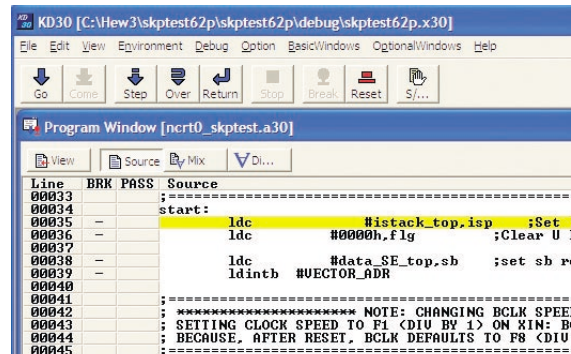 KD30 [C:\Hew3\skptest62p\skptest62p\debug\skptest62p.x30]
File Edit View Environment Debug Option BasicWindows OptionalWindows Help
Go Come Step Over Return Stop Break Reset S/...
Program Window [ncrt0_skptest.a30]
View Source Mix Di...
Line BRK PASS Source
00033 ;=========================================
00034 start:
00035 - ldc #istack_top,isp ;Set
00036 - ldc #0000h,flg ;Clear U
00037
00038 - ldc #data_SE_top,sb ;set sb
00039 - ldintb #VECTOR_ADR
00040
00041 ;=========================================
00042 ; ********************** NOTE: CHANGING BCLK SPEE
00043 ; SETTING CLOCK SPEED TO F1 (DIV BY 1) ON XIN: B
00044 ; BECAUSE, AFTER RESET, BCLK DEFAULTS TO F8 (DIV
00045 ;=========================================